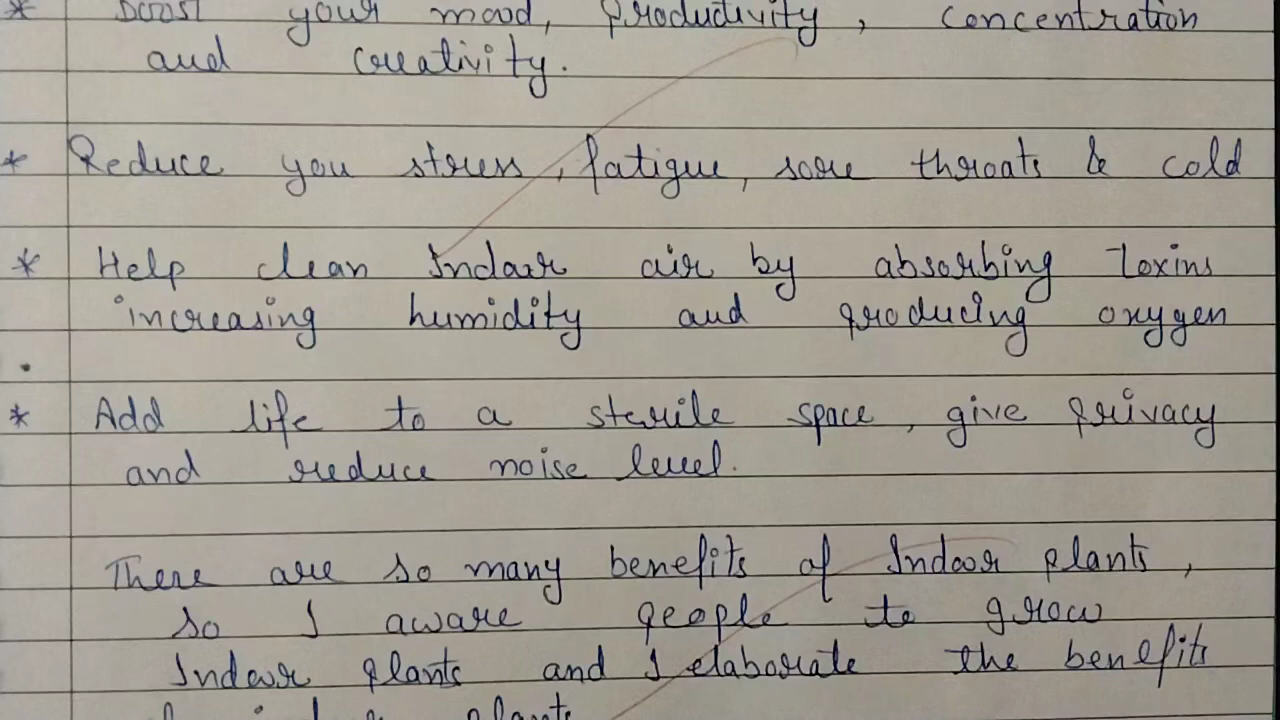 * Boost your mood, productivity, concentration
and creativity.
* Reduce you stress, fatigue, sore throats & cold
* Help clean Indoor air by absorbing Toxins
increasing humidity and producing oxygen
* Add life to a sterile space, give privacy
and reduce noise level.
There are so many benefits of Indoor plants,
so I aware people to grow
Indoor plants and I elaborate the benefits
plants